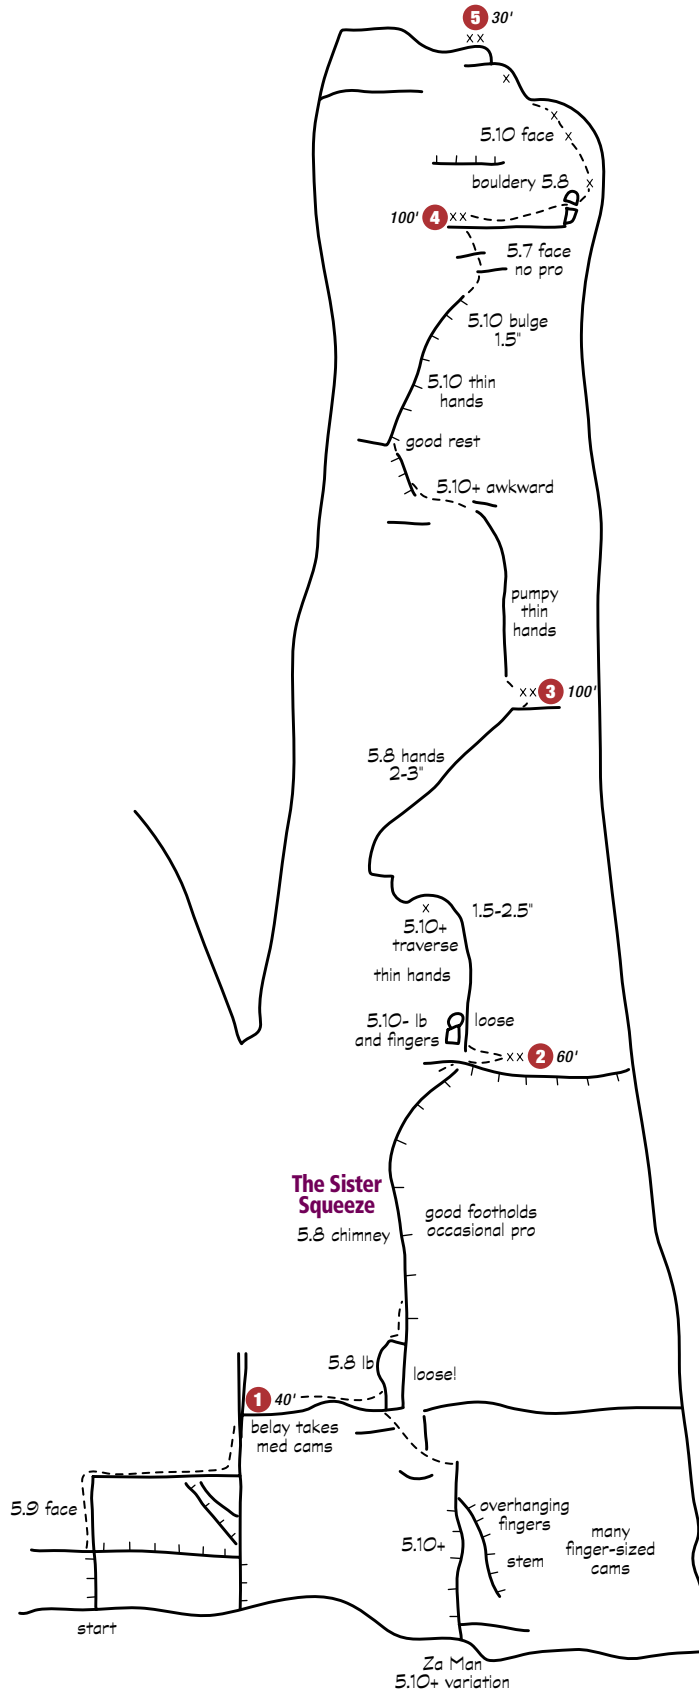 5 30'
x x
x
x
5.10 face
x
bouldery 5.8
x
100' 4 x x
5.7 face
no pro
5.10 bulge
1.5"
5.10 thin
hands
good rest
5.10+ awkward
pumpy
thin
hands
x x 3 100'
5.8 hands
2-3"
1.5-2.5"
x
5.10+
traverse
thin hands
5.10- lb
and fingers
loose
x x 2 60'
The Sister
Squeeze
5.8 chimney
good footholds
occasional pro
5.8 lb
loose!
1 40'
belay takes
med cams
5.9 face
overhanging
fingers
5.10+
stem
many
finger-sized
cams
start
Za Man
5.10+ variation